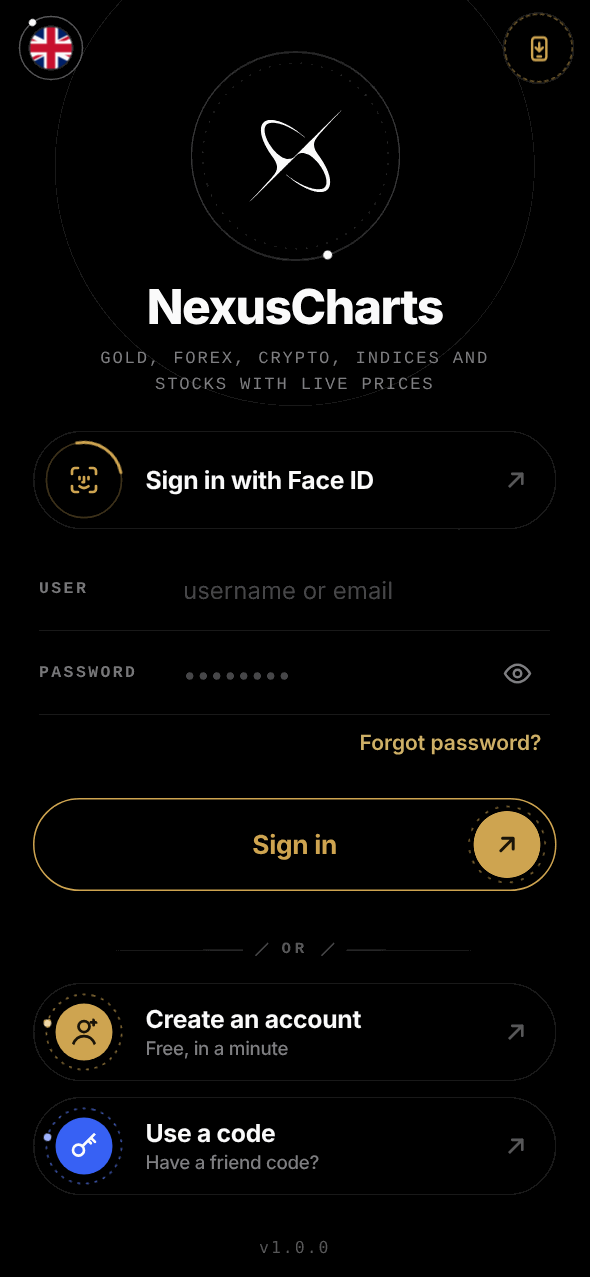 NexusCharts
GOLD, FOREX, CRYPTO, INDICES AND
STOCKS WITH LIVE PRICES
Sign in with Face ID
USER
username or email
PASSWORD
Forgot password?
Sign in
OR
Create an account
Free, in a minute
Use a code
Have a friend code?
v1.0.0